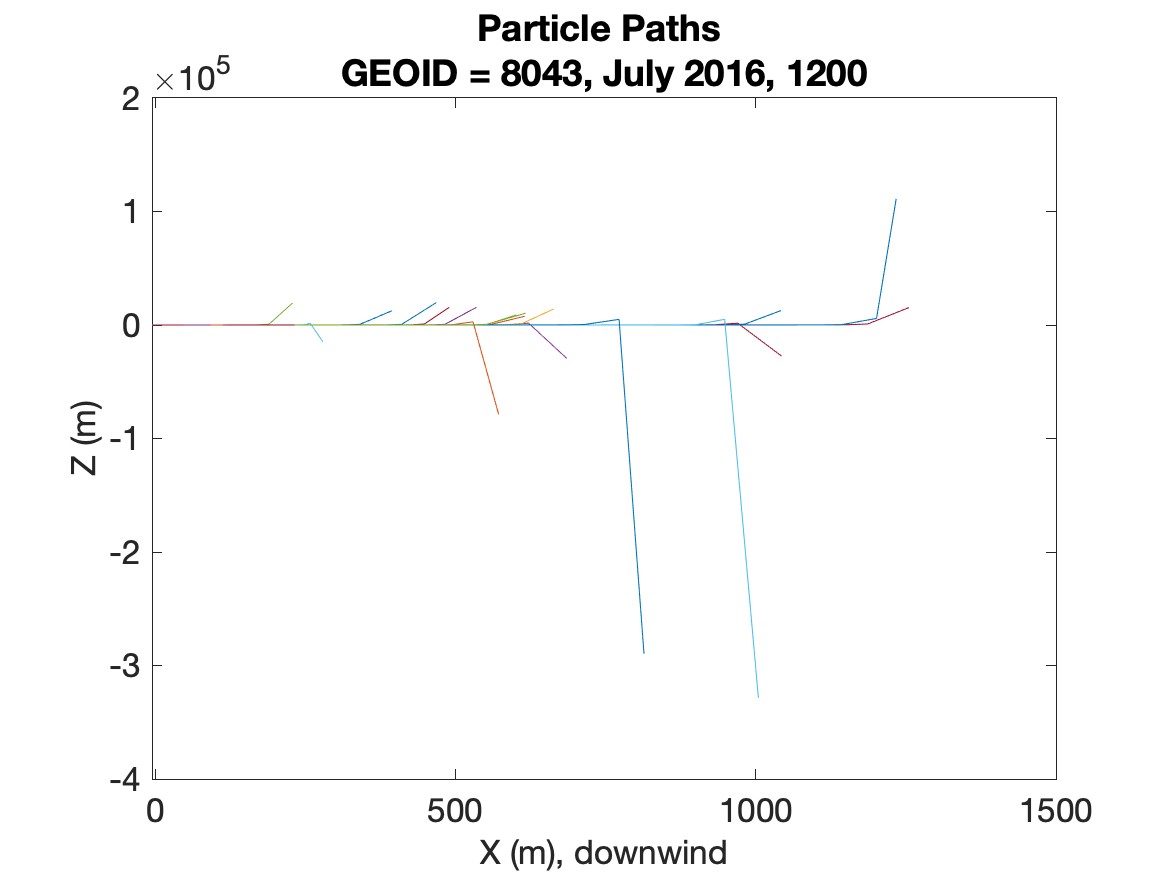 Particle Paths
GEOID = 8043, July 2016, 1200
×10^5
2
1
0
-1
-2
-3
-4
Z (m)
0 500 1000 1500
X (m), downwind